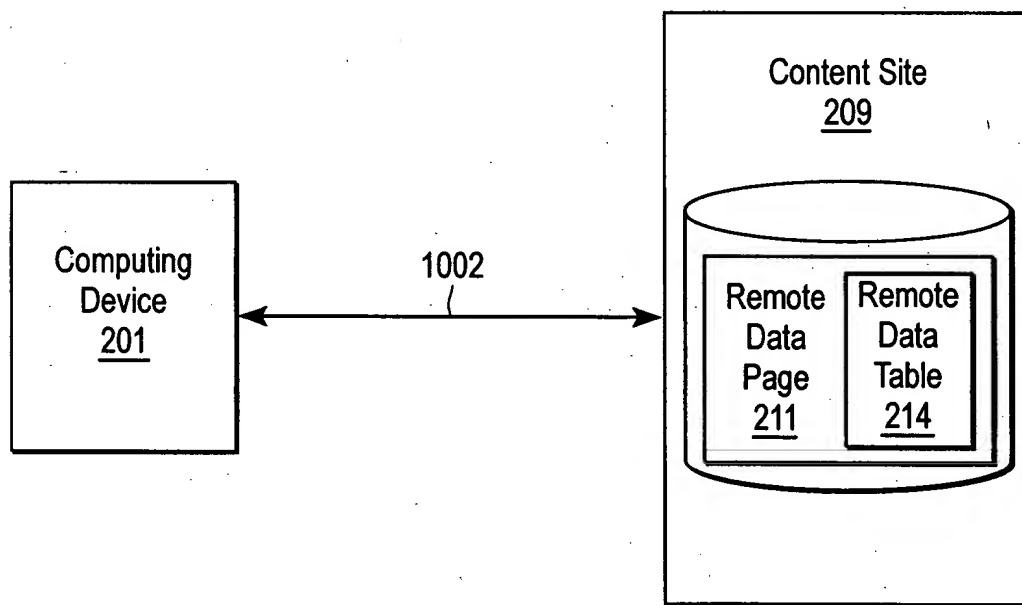 Content Site
209
Computing
Device
201
1002
Remote
Data
Page
211
Remote
Data
Table
214